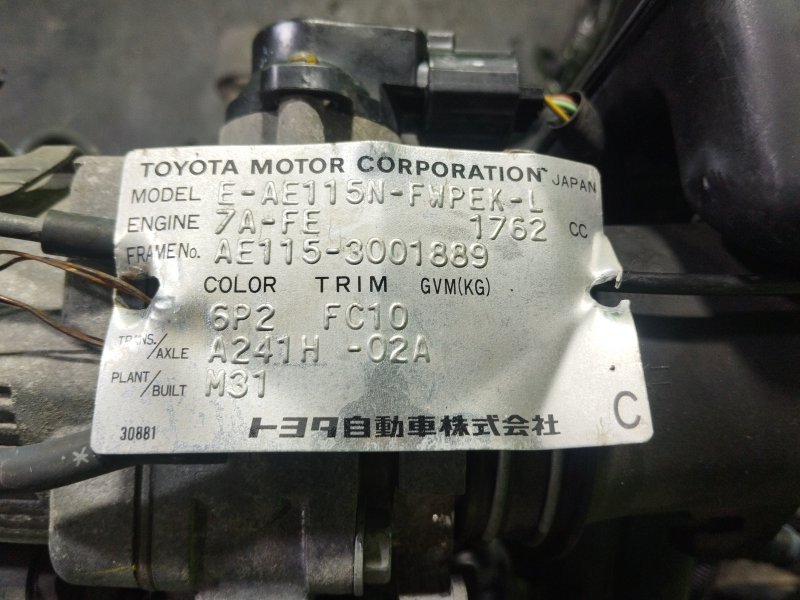 TOYOTA MOTOR CORPORATION JAPAN
MODEL E-AE115N-FWPEK-L
ENGINE 7A-FE 1762 CC
FRAME No. AE115-3001889
COLOR TRIM GVM(KG)
6P2 FC10
TRANS./AXLE A241H -02A
PLANT/BUILT M31
30881 トヨタ自動車株式会社 C